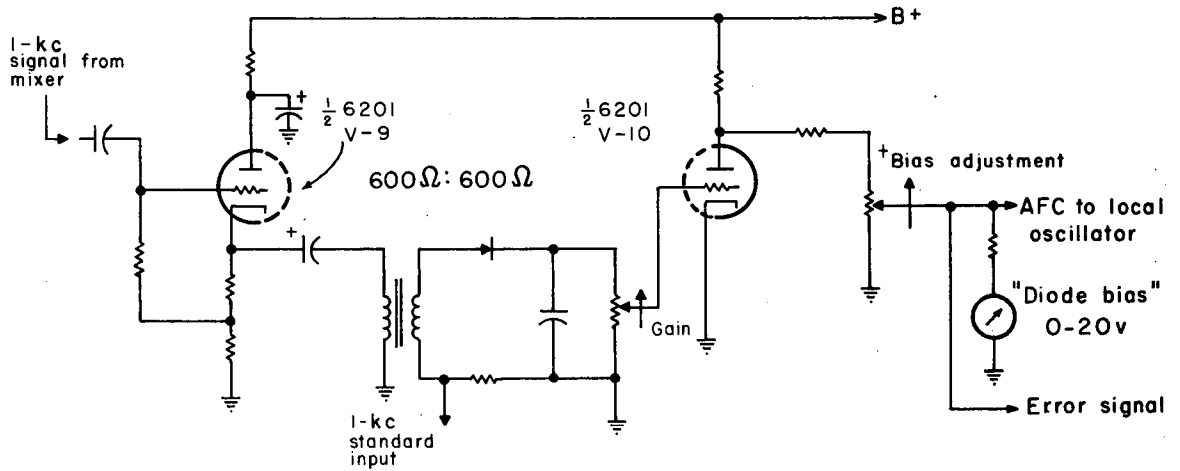 B+
1-kc
signal from
mixer
+
½ 6201
V-9
½ 6201
V-10
600Ω: 600Ω
+ Bias adjustment
+
AFC to local
oscillator
"Diode bias"
0-20v
Gain
Error signal
1-kc
standard
input